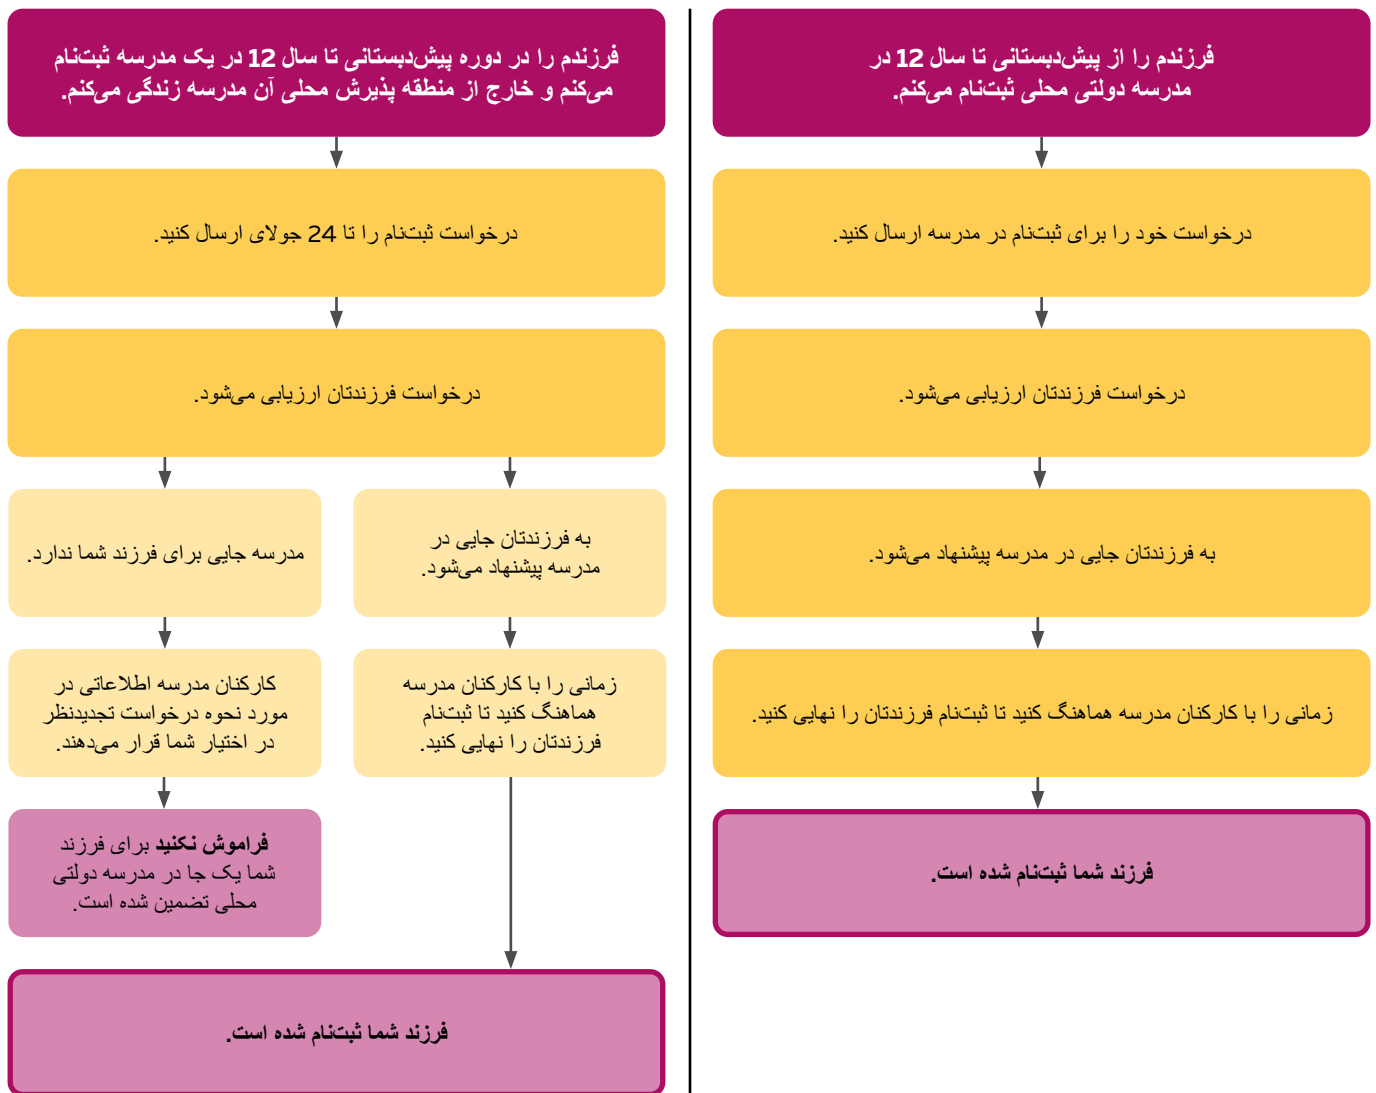 فرزندم را از پیش‌دبستانی تا سال 12 در
مدرسه دولتی محلی ثبت‌نام می‌کنم.
درخواست خود را برای ثبت‌نام در مدرسه ارسال کنید.
درخواست فرزندتان ارزیابی می‌شود.
به فرزندتان جایی در مدرسه پیشنهاد می‌شود.
زمانی را با کارکنان مدرسه هماهنگ کنید تا ثبت‌نام فرزندتان را نهایی کنید.
فرزند شما ثبت‌نام شده است.
فرزندم را در دوره پیش‌دبستانی تا سال 12 در یک مدرسه ثبت‌نام
می‌کنم و خارج از منطقه پذیرش محلی آن مدرسه زندگی می‌کنم.
درخواست ثبت‌نام را تا 24 جولای ارسال کنید.
درخواست فرزندتان ارزیابی می‌شود.
به فرزندتان جایی در
مدرسه پیشنهاد می‌شود.
زمانی را با کارکنان مدرسه
هماهنگ کنید تا ثبت‌نام
فرزندتان را نهایی کنید.
مدرسه جایی برای فرزند شما ندارد.
کارکنان مدرسه اطلاعاتی در
مورد نحوه درخواست تجدیدنظر
در اختیار شما قرار می‌دهند.
فراموش نکنید برای فرزند
شما یک جا در مدرسه دولتی
محلی تضمین شده است.
فرزند شما ثبت‌نام شده است.